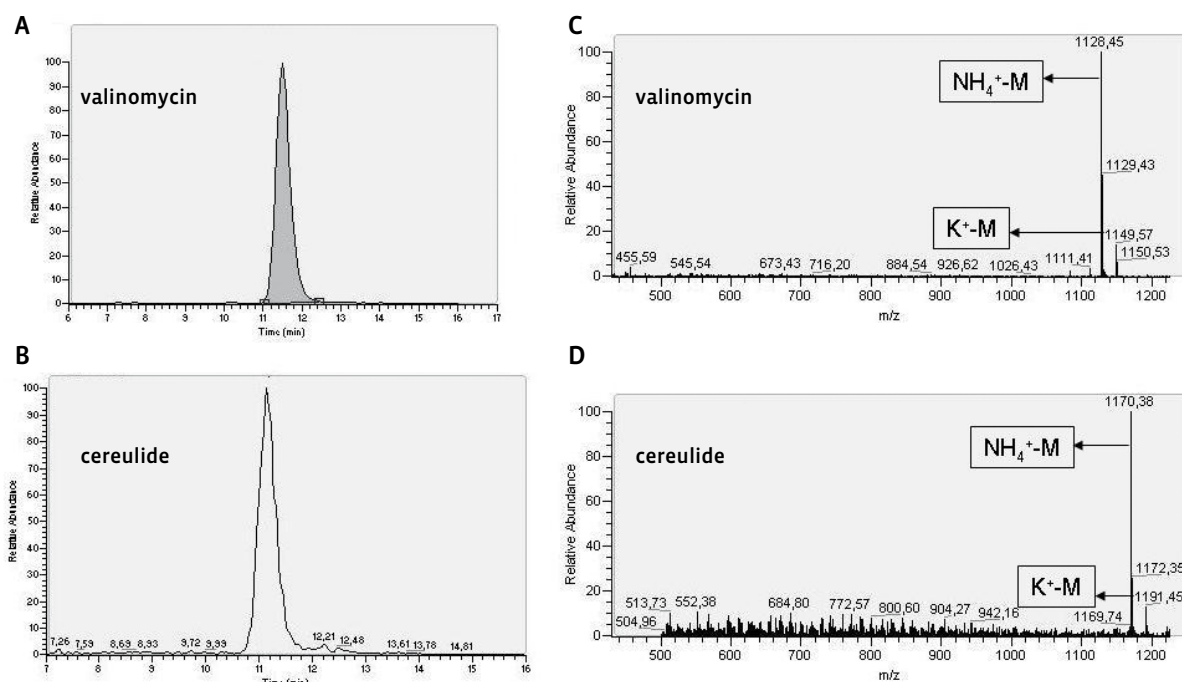 A
valinomycin
Relative Abundance
100
90
80
70
60
50
40
30
20
10
0
6 7 8 9 10 11 12 13 14 15 16 17
Time (min)
B
cereulide
Relative Abundance
100
90
80
70
60
50
40
30
20
10
0
7,26 7,59 8,69 8,93 9,72 9,99 12,21 12,48 13,61 13,78 14,81
7 8 9 10 11 12 13 14 15 16
Time (min)
C
valinomycin
Relative Abundance
100
80
60
40
20
0
1128,45
NH4+-M
1129,43
K+-M
1149,57
1150,53
455,59 545,54 673,43 716,20 884,54 926,62 1026,43 1111,41
500 600 700 800 900 1000 1100 1200
m/z
D
cereulide
Relative Abundance
100
80
60
40
20
0
1170,38
NH4+-M
1172,35
K+-M
1191,45
513,73 552,38 684,80 772,57 800,60 904,27 942,16 1169,74
504,96
500 600 700 800 900 1000 1100 1200
m/z